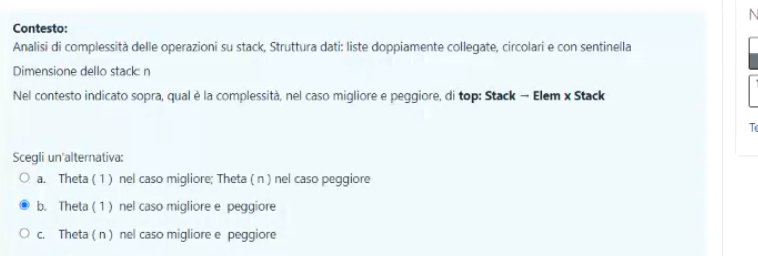 Contesto:
Analisi di complessità delle operazioni su stack, Struttura dati: liste doppiamente collegate, circolari e con sentinella
Dimensione dello stack: n
Nel contesto indicato sopra, qual è la complessità, nel caso migliore e peggiore, di top: Stack → Elem x Stack
Scegli un'alternativa:
a. Theta ( 1 ) nel caso migliore; Theta ( n ) nel caso peggiore
b. Theta ( 1 ) nel caso migliore e peggiore
c. Theta ( n ) nel caso migliore e peggiore